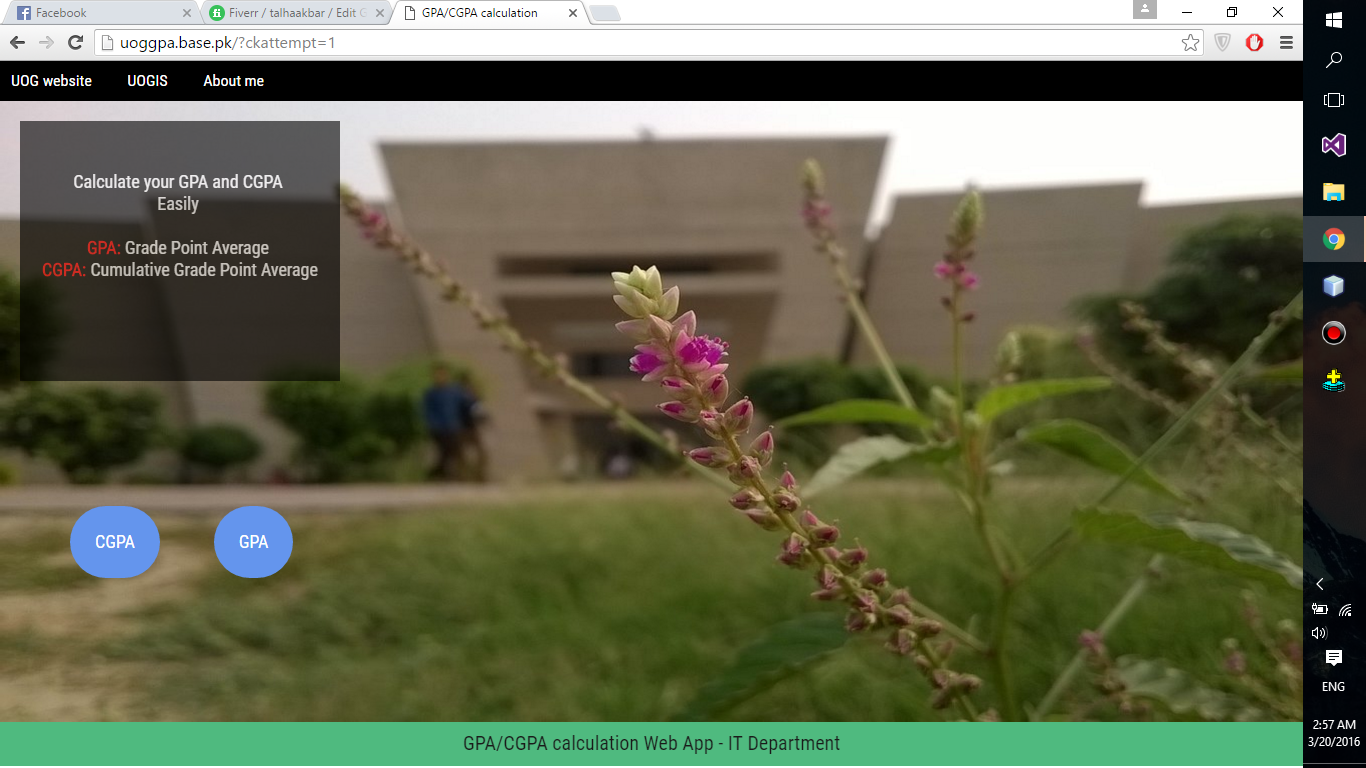 Facebook
Fiverr / talhaakbar / Edit G
GPA/CGPA calculation
uoggpa.base.pk/?ckattempt=1
UOG website
UOGIS
About me
Calculate your GPA and CGPA
Easily
GPA: Grade Point Average
CGPA: Cumulative Grade Point Average
CGPA
GPA
GPA/CGPA calculation Web App - IT Department
ENG
2:57 AM
3/20/2016